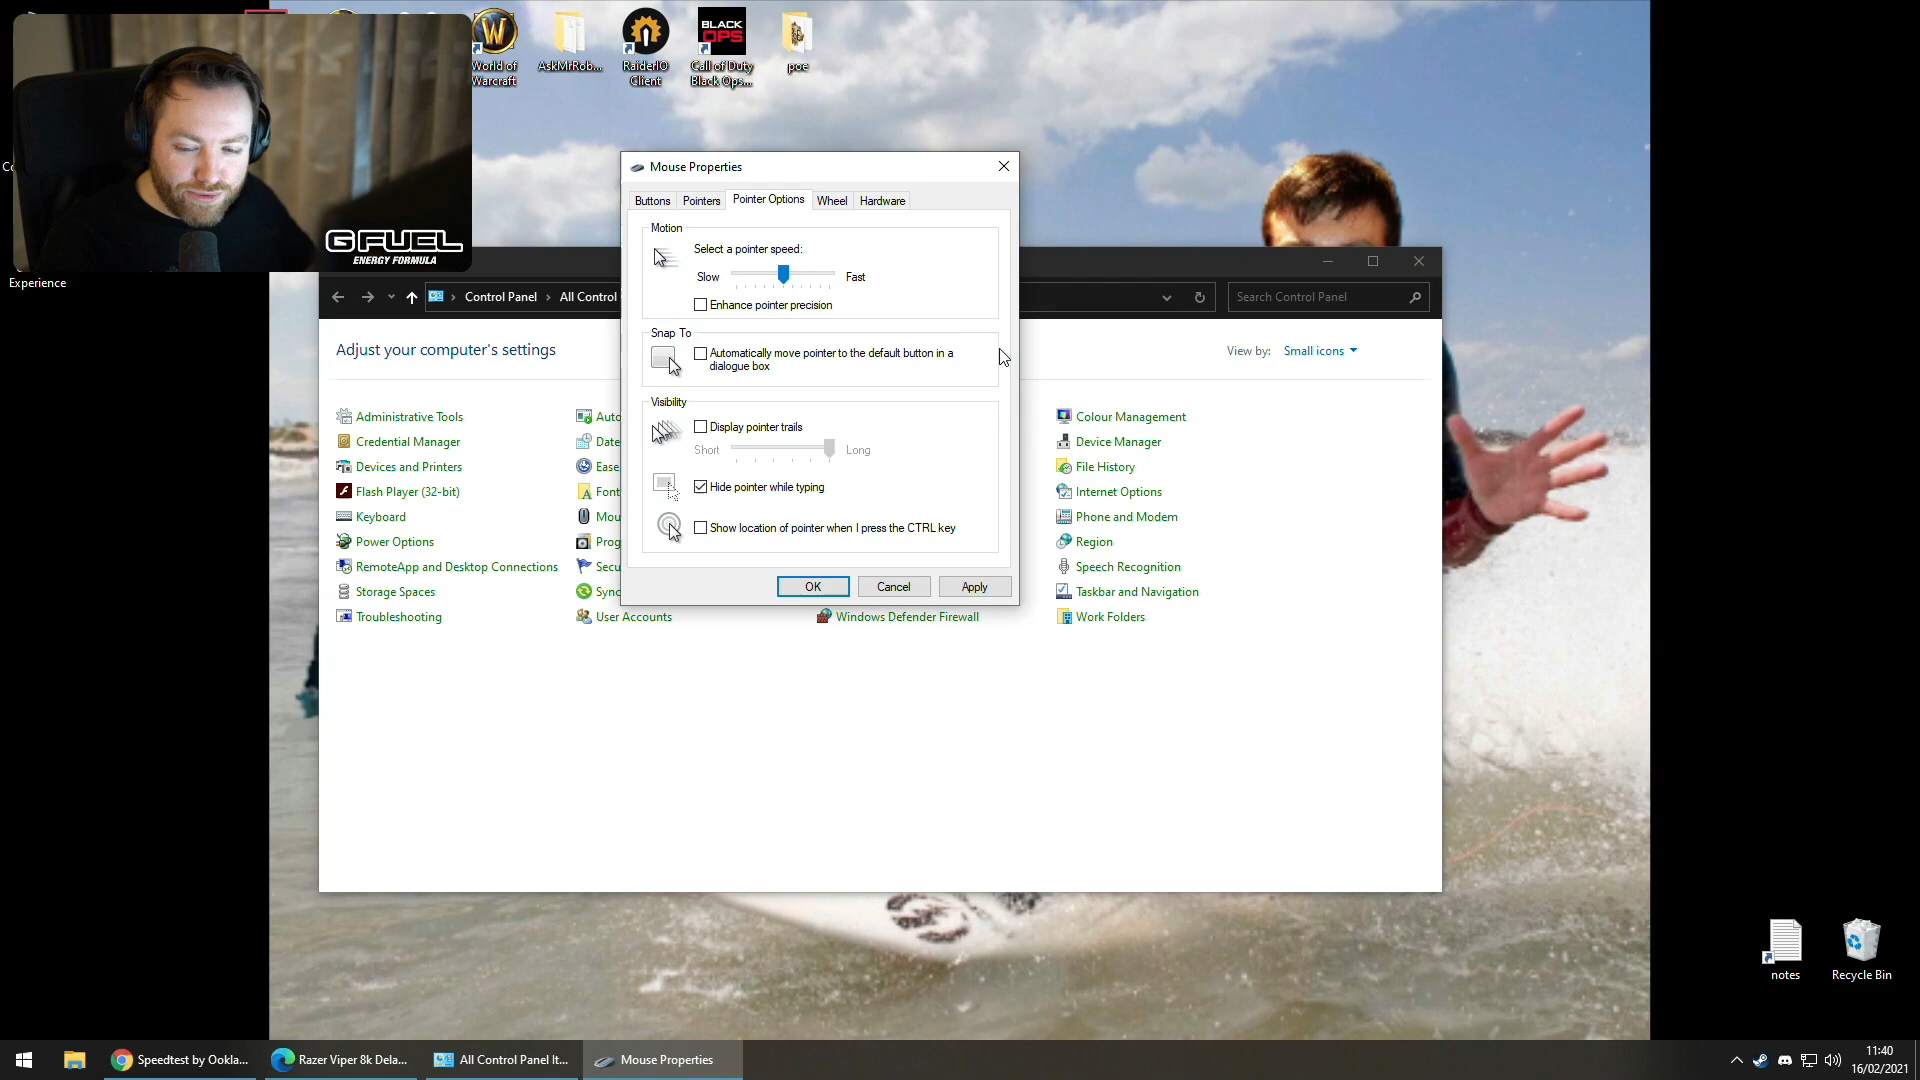 World of
Warcraft
AskMrRob...
RaiderIO
Client
BLACK
OPS
Call of Duty
Black Ops...
poe
G FUEL
ENERGY FORMULA
Experience
Mouse Properties
Buttons
Pointers
Pointer Options
Wheel
Hardware
Motion
Select a pointer speed:
Slow
Fast
Enhance pointer precision
Snap To
Automatically move pointer to the default button in a
dialogue box
Visibility
Display pointer trails
Short
Long
Hide pointer while typing
Show location of pointer when I press the CTRL key
OK
Cancel
Apply
Control Panel
All Control
Search Control Panel
Adjust your computer's settings
View by:
Small icons
Administrative Tools
Credential Manager
Devices and Printers
Flash Player (32-bit)
Keyboard
Power Options
RemoteApp and Desktop Connections
Storage Spaces
Troubleshooting
Auto
Date
Ease
Font
Mou
Prog
Secu
Sync
User Accounts
Windows Defender Firewall
Colour Management
Device Manager
File History
Internet Options
Phone and Modem
Region
Speech Recognition
Taskbar and Navigation
Work Folders
notes
Recycle Bin
Speedtest by Ookla...
Razer Viper 8k Dela...
All Control Panel It...
Mouse Properties
11:40
16/02/2021